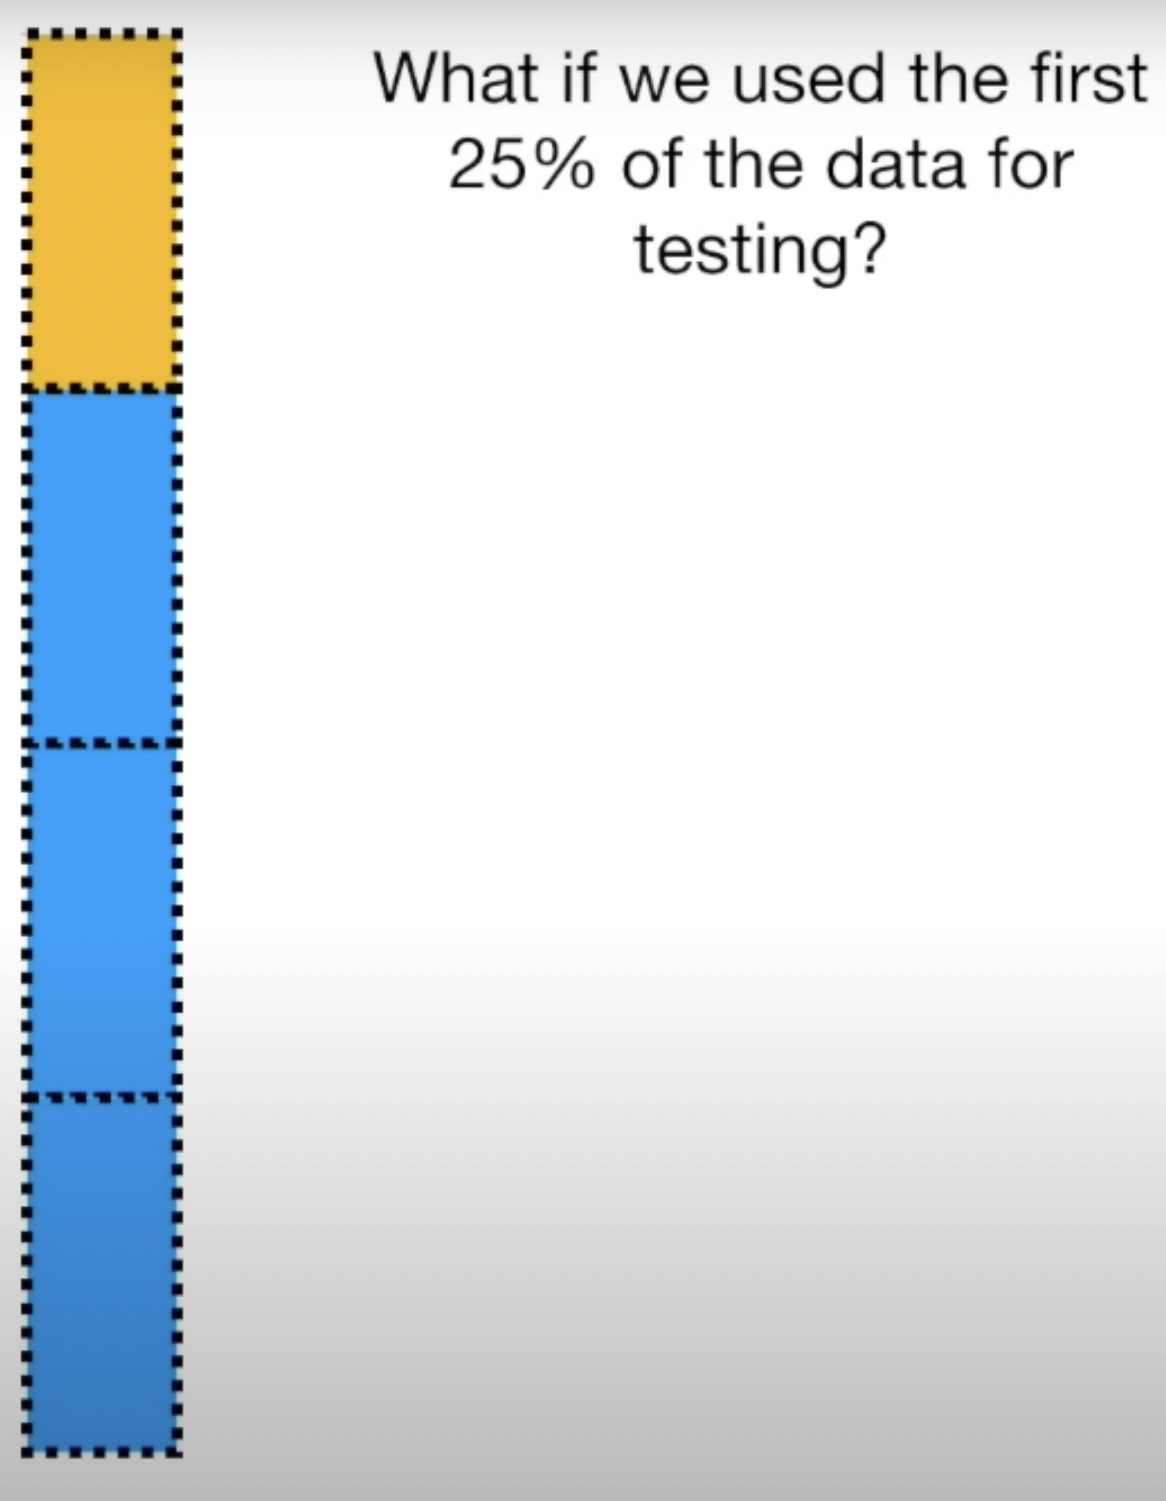 What if we used the first
25% of the data for
testing?